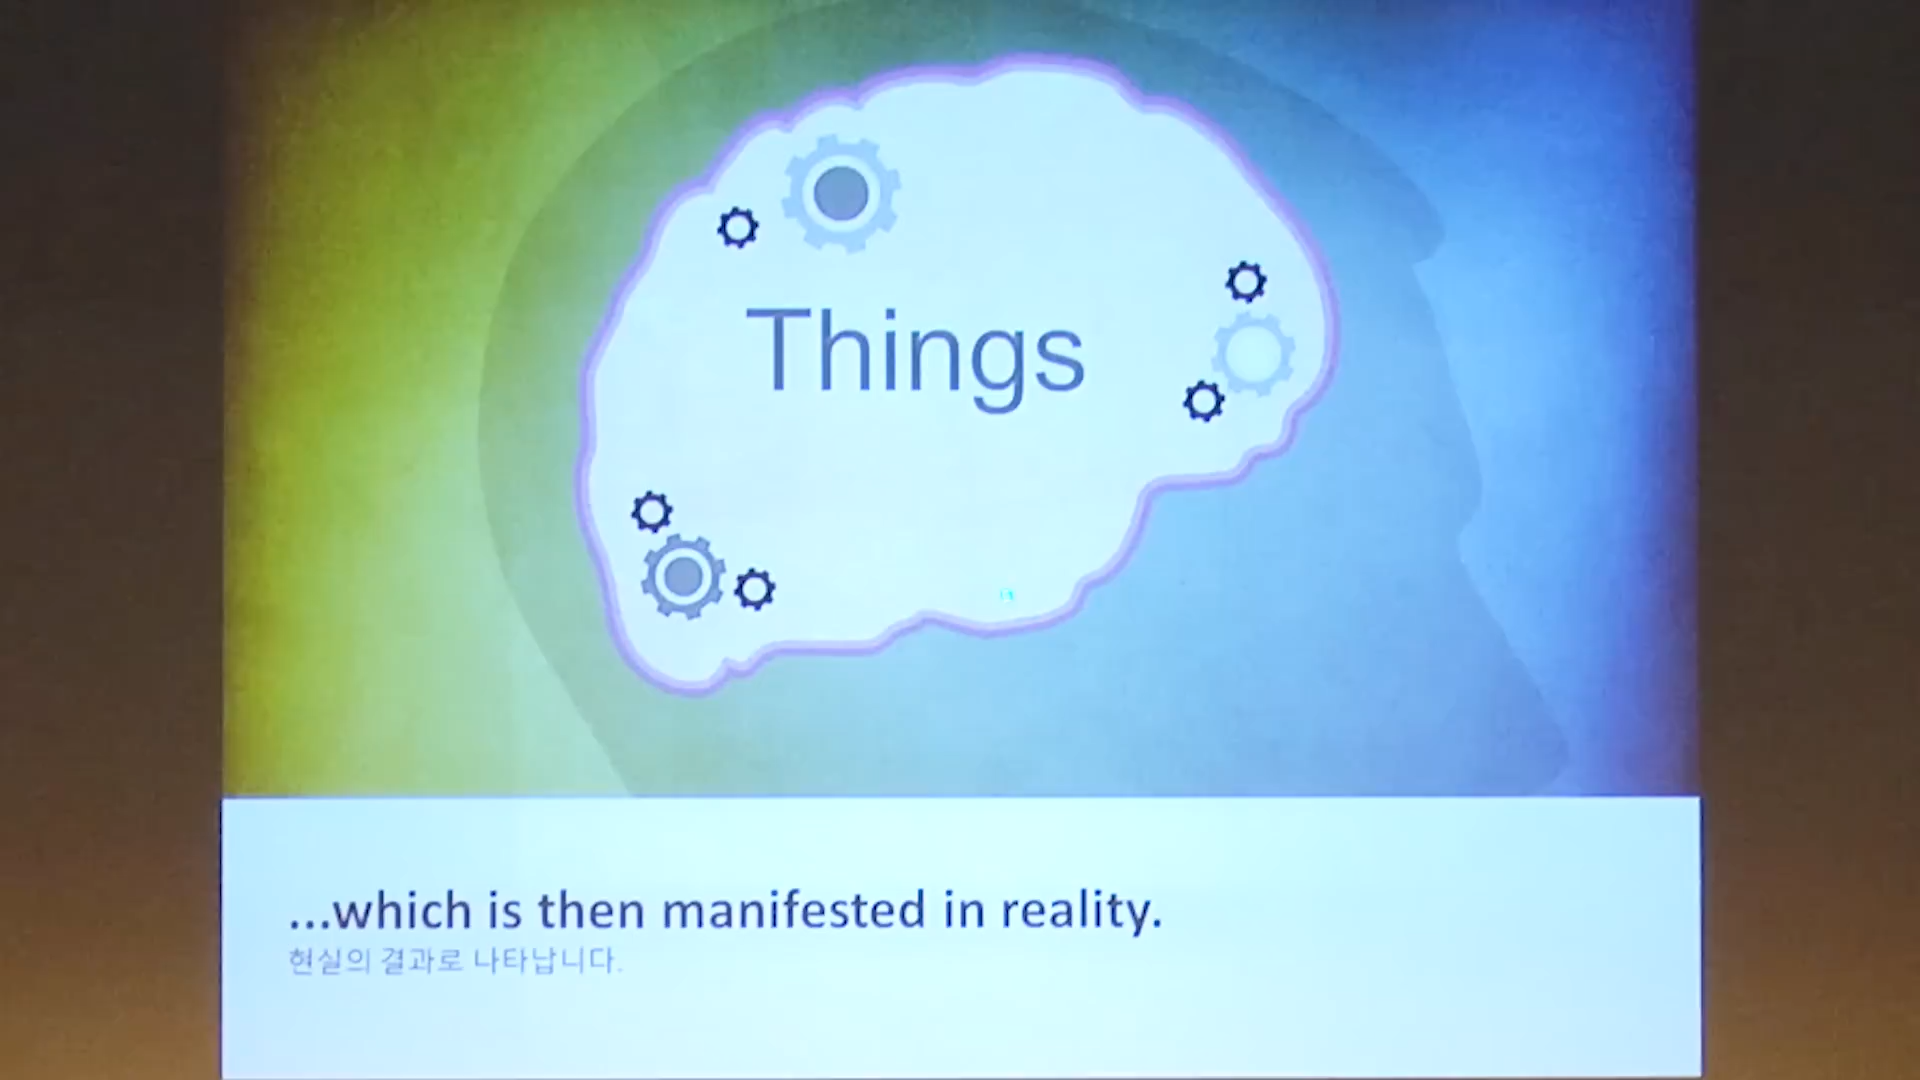 Things
...which is then manifested in reality.
현실의 결과로 나타납니다.